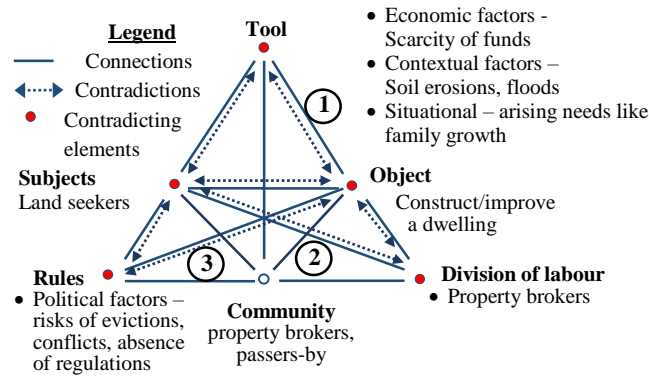 Legend
Connections
Contradictions
Contradicting
elements
Tool
• Economic factors -
Scarcity of funds
• Contextual factors –
Soil erosions, floods
• Situational – arising needs like
family growth
1
Subjects
Land seekers
Object
Construct/improve
a dwelling
3
2
Rules
• Political factors –
risks of evictions,
conflicts, absence
of regulations
Community
property brokers,
passers-by
Division of labour
• Property brokers